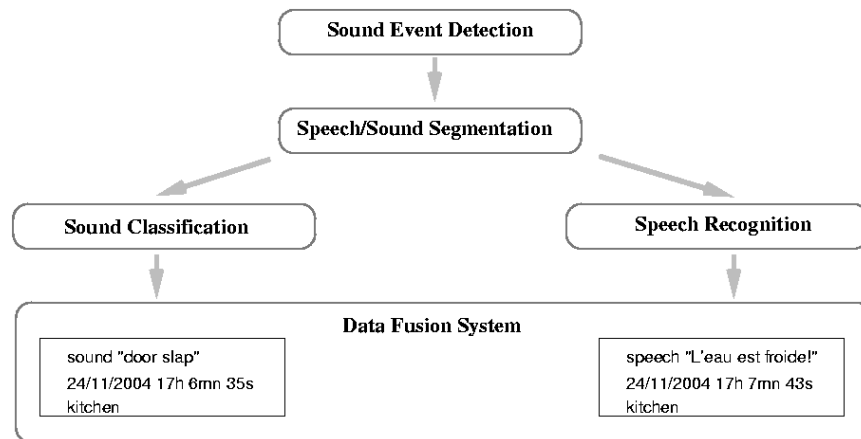 Sound Event Detection
Speech/Sound Segmentation
Sound Classification
Speech Recognition
Data Fusion System
sound "door slap"
24/11/2004 17h 6mn 35s
kitchen
speech "L'eau est froide!"
24/11/2004 17h 7mn 43s
kitchen